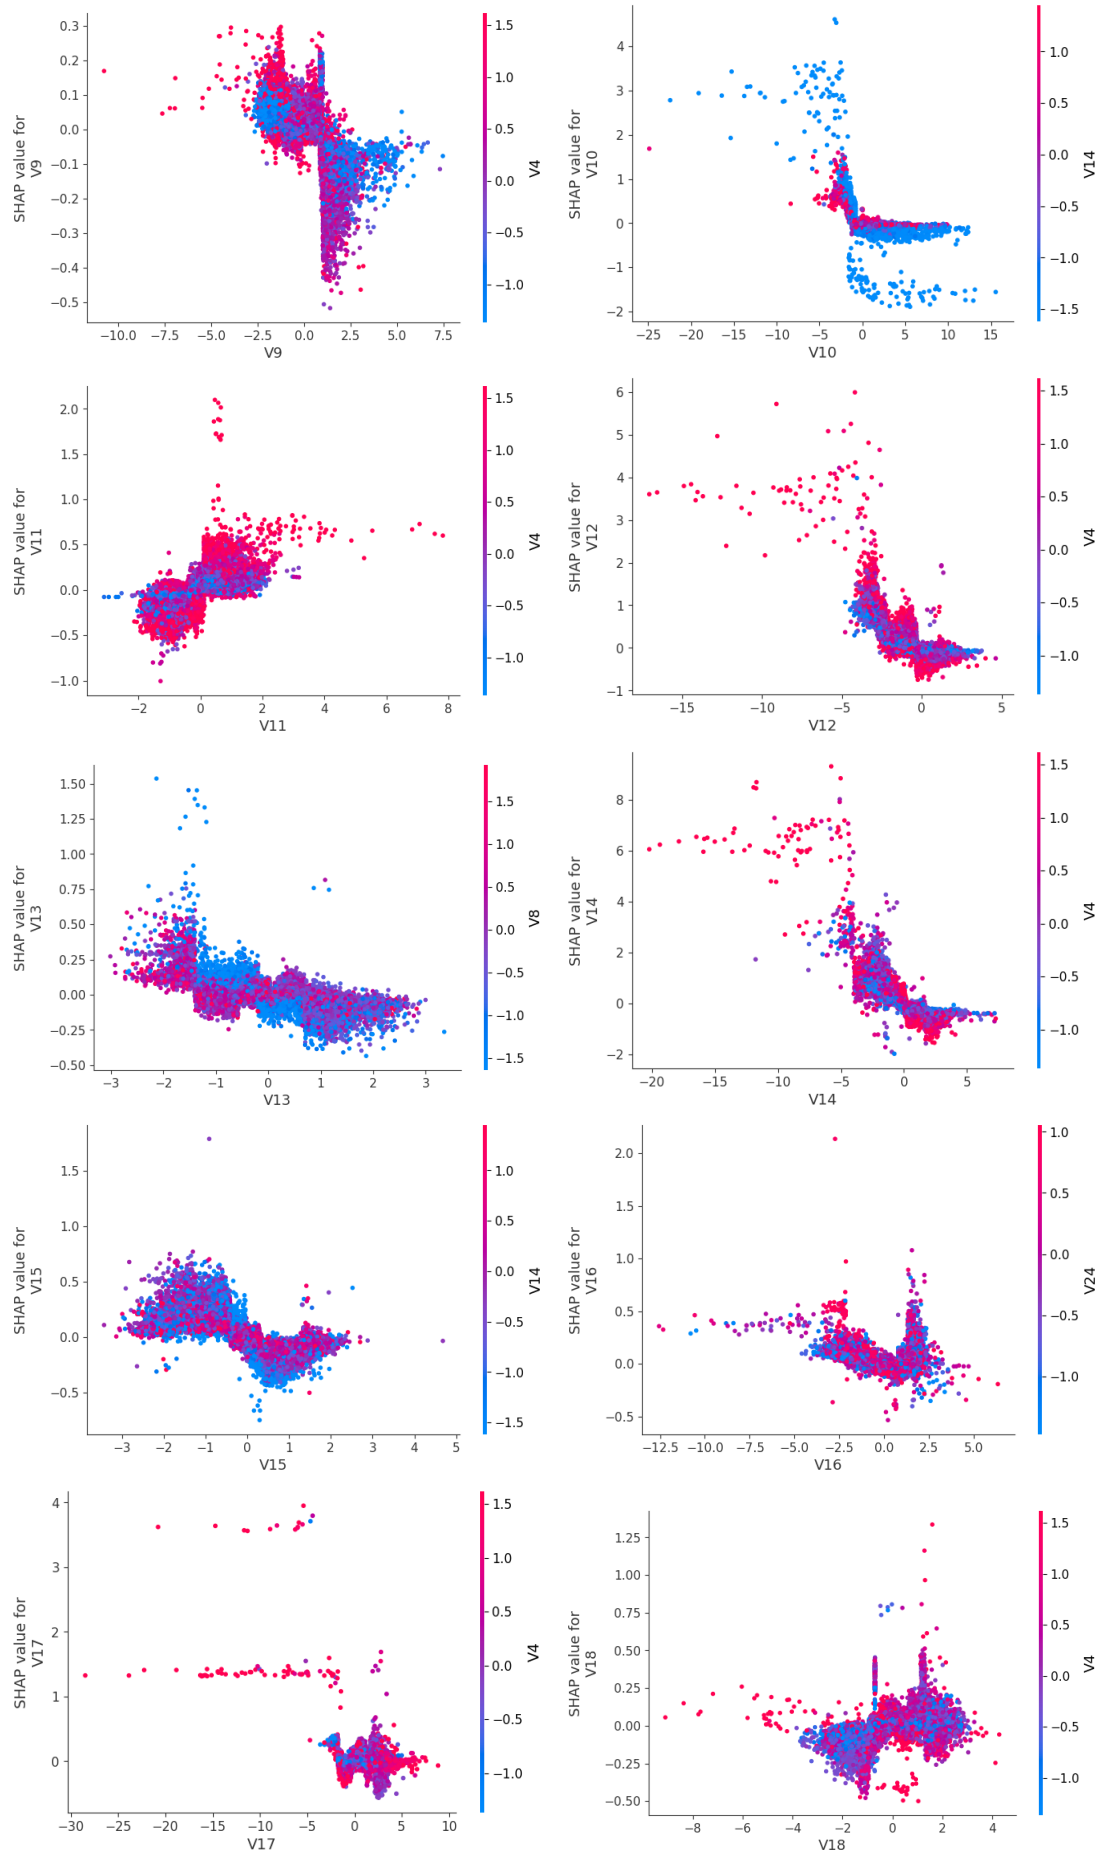 0.3
0.2
0.1
0.0
−0.1
−0.2
−0.3
−0.4
−0.5
SHAP value for
V9
−10.0 −7.5 −5.0 −2.5 0.0 2.5 5.0 7.5
V9
1.5
1.0
0.5
0.0
−0.5
−1.0
V4
4
3
2
1
0
−1
−2
SHAP value for
V10
−25 −20 −15 −10 −5 0 5 10 15
V10
1.0
0.5
0.0
−0.5
−1.0
−1.5
V14
2.0
1.5
1.0
0.5
0.0
−0.5
−1.0
SHAP value for
V11
−2 0 2 4 6 8
V11
1.5
1.0
0.5
0.0
−0.5
−1.0
V4
6
5
4
3
2
1
0
−1
SHAP value for
V12
−15 −10 −5 0 5
V12
1.5
1.0
0.5
0.0
−0.5
−1.0
V4
1.50
1.25
1.00
0.75
0.50
0.25
0.00
−0.25
−0.50
SHAP value for
V13
−3 −2 −1 0 1 2 3
V13
1.5
1.0
0.5
0.0
−0.5
−1.0
−1.5
V8
8
6
4
2
0
−2
SHAP value for
V14
−20 −15 −10 −5 0 5
V14
1.5
1.0
0.5
0.0
−0.5
−1.0
V4
1.5
1.0
0.5
0.0
−0.5
SHAP value for
V15
−3 −2 −1 0 1 2 3 4 5
V15
1.0
0.5
0.0
−0.5
−1.0
−1.5
V14
2.0
1.5
1.0
0.5
0.0
−0.5
SHAP value for
V16
−12.5 −10.0 −7.5 −5.0 −2.5 0.0 2.5 5.0
V16
1.0
0.5
0.0
−0.5
−1.0
V24
4
3
2
1
0
SHAP value for
V17
−30 −25 −20 −15 −10 −5 0 5 10
V17
1.5
1.0
0.5
0.0
−0.5
−1.0
V4
1.25
1.00
0.75
0.50
0.25
0.00
−0.25
−0.50
SHAP value for
V18
−8 −6 −4 −2 0 2 4
V18
1.5
1.0
0.5
0.0
−0.5
−1.0
V4